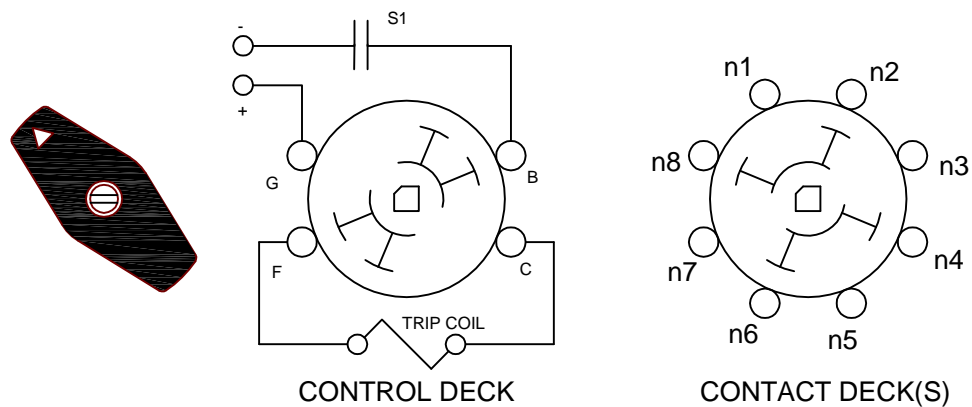 S1
-
+
G
B
F
C
TRIP COIL
CONTROL DECK
n1
n2
n3
n4
n5
n6
n7
n8
CONTACT DECK(S)